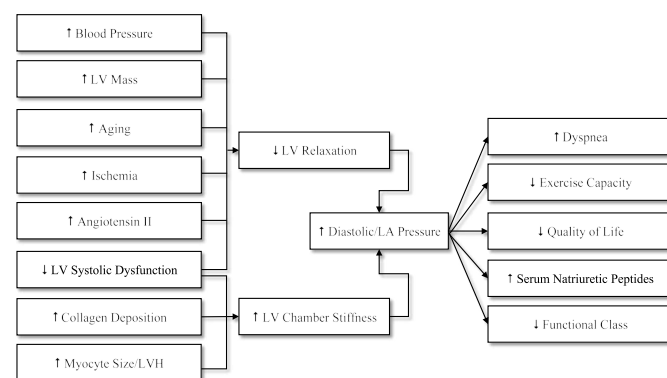 ↑ Blood Pressure
↑ LV Mass
↑ Aging
↑ Ischemia
↑ Angiotensin II
↓ LV Systolic Dysfunction
↑ Collagen Deposition
↑ Myocyte Size/LVH
↓ LV Relaxation
↑ LV Chamber Stiffness
↑ Diastolic/LA Pressure
↑ Dyspnea
↓ Exercise Capacity
↓ Quality of Life
↑ Serum Natriuretic Peptides
↓ Functional Class